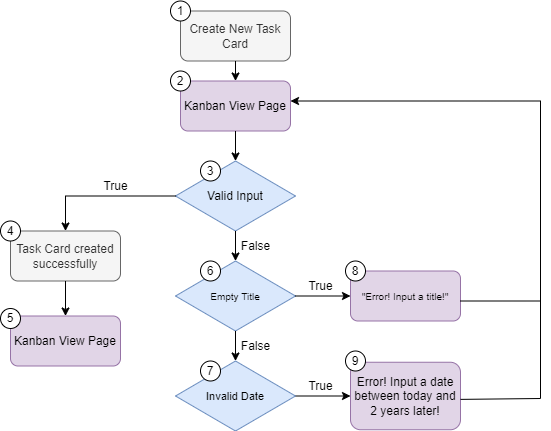 1
Create New Task
Card
2
Kanban View Page
3
Valid Input
True
False
4
Task Card created
successfully
5
Kanban View Page
6
Empty Title
True
8
"Error! Input a title!"
False
7
Invalid Date
True
9
Error! Input a date
between today and
2 years later!